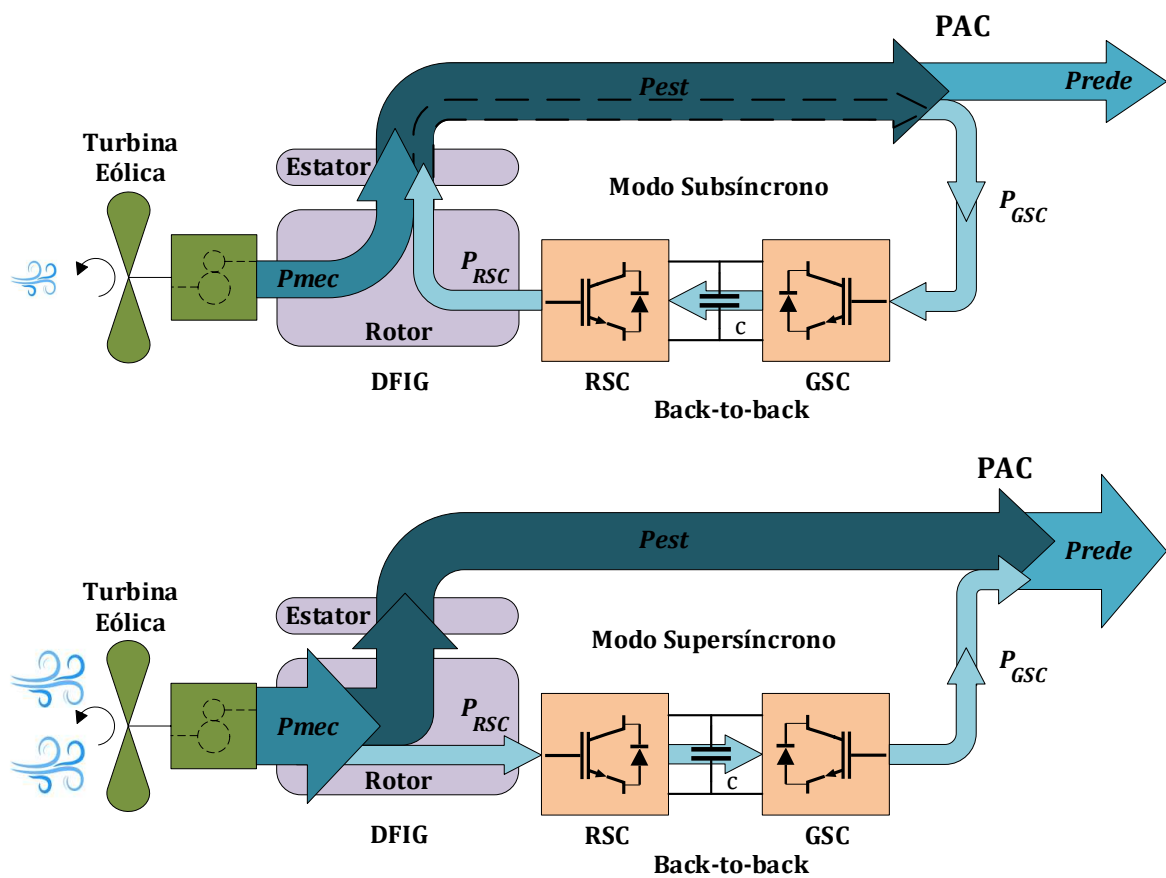 PAC
Pest
Prede
Turbina
Eólica
Estator
Modo Subsíncrono
P_GSC
P_RSC
Pmec
Rotor
C
DFIG
RSC
GSC
Back-to-back
PAC
Pest
Prede
Turbina
Eólica
Estator
Modo Supersíncrono
P_GSC
P_RSC
Pmec
Rotor
C
DFIG
RSC
GSC
Back-to-back